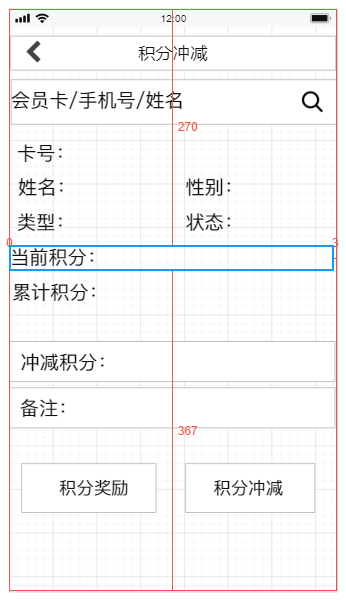 12:00
积分冲减
会员卡/手机号/姓名
270
卡号：
姓名： 性别：
类型： 状态：
0 3
当前积分：
累计积分：
冲减积分：
备注：
367
积分奖励 积分冲减